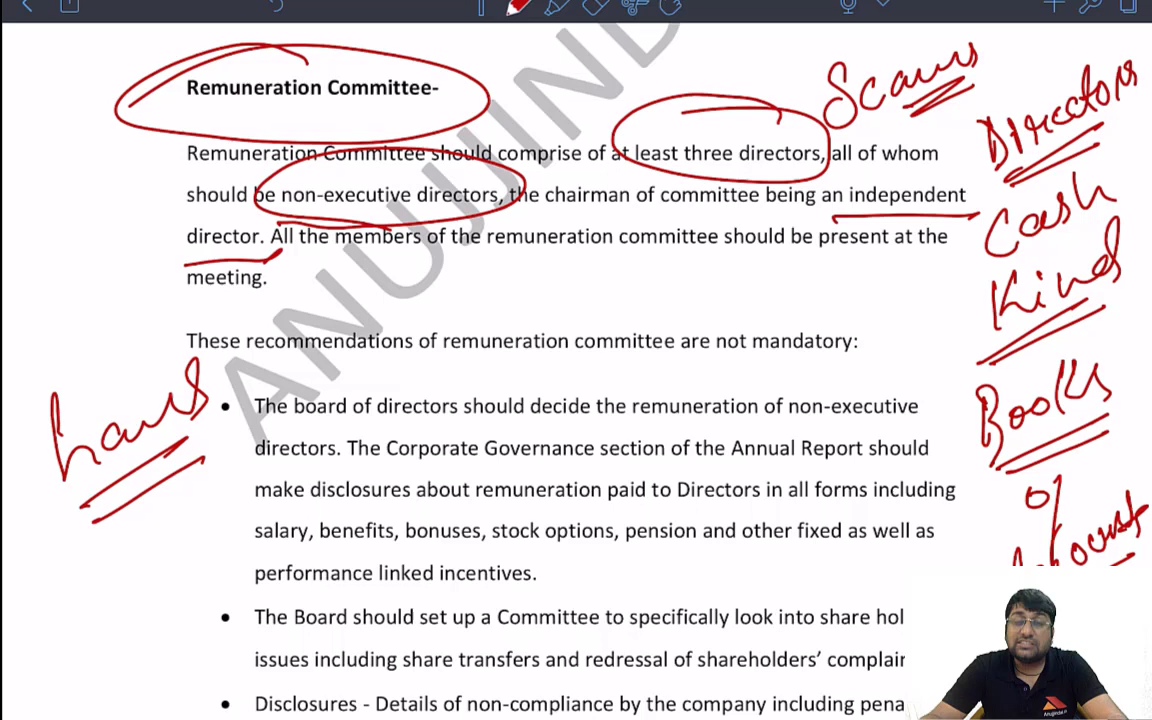 Remuneration Committee-
Scams
Directors
Remuneration Committee should comprise of at least three directors, all of whom
should be non-executive directors, the chairman of committee being an independent
Cash
director. All the members of the remuneration committee should be present at the
Kind
meeting.
These recommendations of remuneration committee are not mandatory:
Laws
Books
• The board of directors should decide the remuneration of non-executive
directors. The Corporate Governance section of the Annual Report should
make disclosures about remuneration paid to Directors in all forms including
of
salary, benefits, bonuses, stock options, pension and other fixed as well as
performance linked incentives.
• The Board should set up a Committee to specifically look into share hol
issues including share transfers and redressal of shareholders’ complair
• Disclosures - Details of non-compliance by the company including pena
ANUJJIND